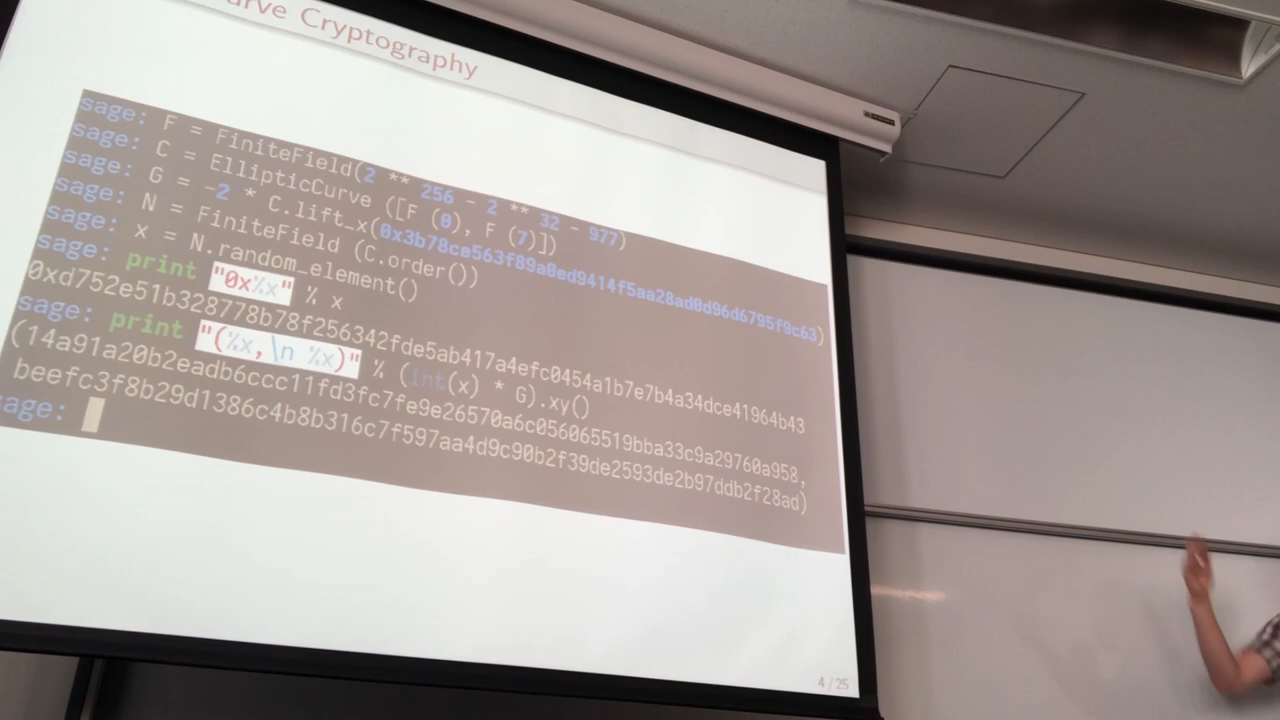 Curve Cryptography
sage: F = FiniteField(2 ** 256 - 2 ** 32 - 977)
sage: C = EllipticCurve ([F (0), F (7)])
sage: G = -2 * C.lift_x(0x3b78ce563f89a0ed9414f5aa28ad0d96d6795f9c63)
sage: N = FiniteField (C.order())
sage: x = N.random_element()
sage: print "0x%x" % x
0xd752e51b328778b78f256342fde5ab417a4efc0454a1b7e7b4a34dce41964b43
sage: print "(%x,\n %x)" % (int(x) * G).xy()
(14a91a20b2eadb6ccc11fd3fc7fe9e26570a6c056065519bba33c9a29760a958,
beefc3f8b29d1386c4b8b316c7f597aa4d9c90b2f39de2593de2b97ddb2f28ad)
sage:
4/25